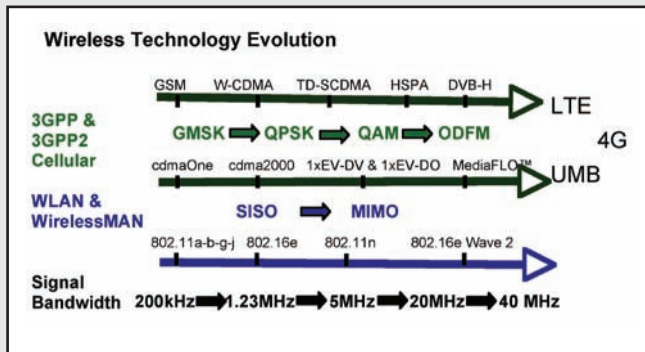 Wireless Technology Evolution
GSM W-CDMA TD-SCDMA HSPA DVB-H
LTE
3GPP & 3GPP2 Cellular
GMSK QPSK QAM ODFM
4G
cdmaOne cdma2000 1xEV-DV & 1xEV-DO MediaFLO™
UMB
WLAN & WirelessMAN
SISO MIMO
802.11a-b-g-j 802.16e 802.11n 802.16e Wave 2
Signal Bandwidth
200kHz 1.23MHz 5MHz 20MHz 40 MHz